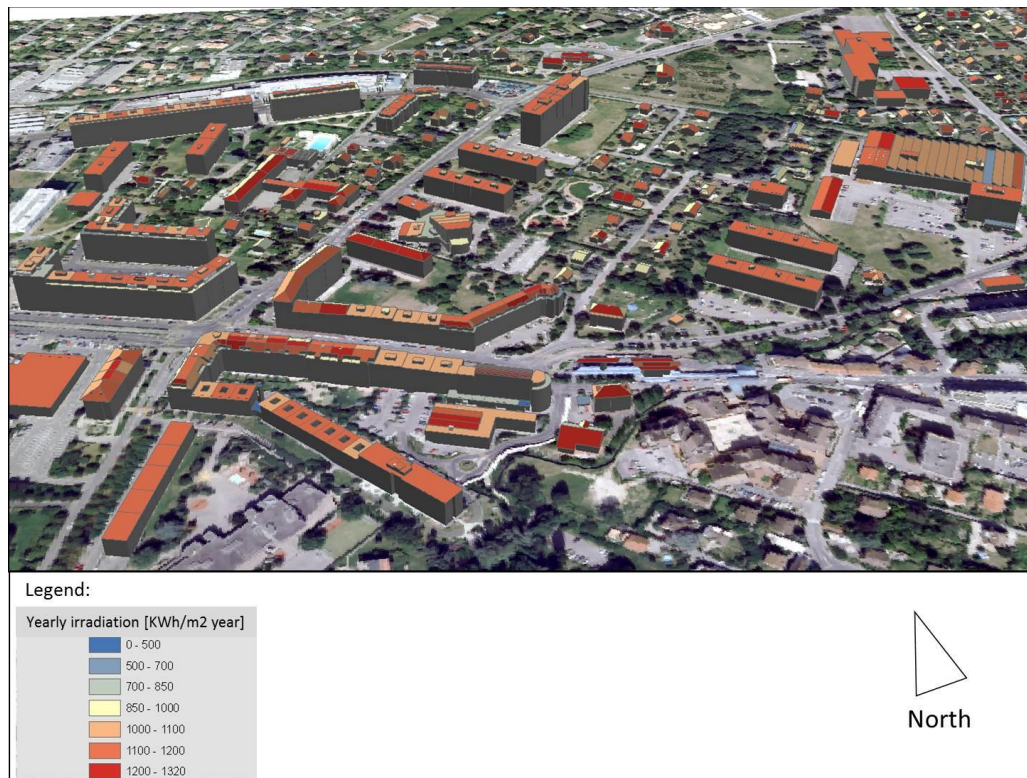 Legend:
Yearly irradiation [KWh/m2 year]
0 - 500
500 - 700
700 - 850
850 - 1000
1000 - 1100
1100 - 1200
1200 - 1320
North